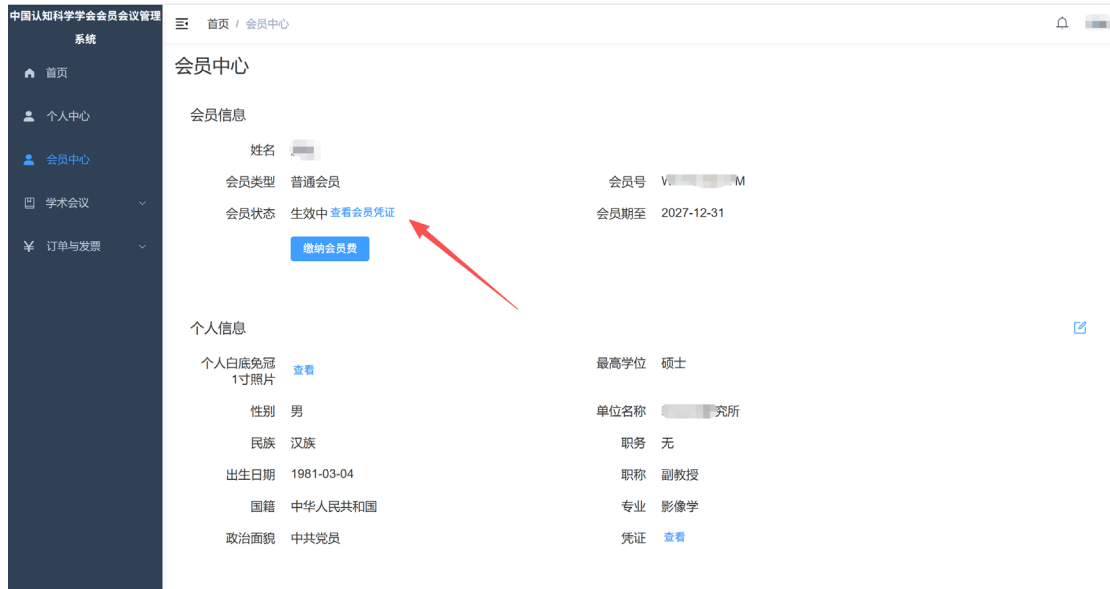 中国认知科学学会会员会议管理
系统
首页 / 会员中心
首页
个人中心
会员中心
学术会议
订单与发票
会员中心
会员信息
姓名
会员类型 普通会员 会员号 M
会员状态 生效中 查看会员凭证 会员期至 2027-12-31
缴纳会员费
个人信息
个人白底免冠
1寸照片 查看 最高学位 硕士
性别 男 单位名称 究所
民族 汉族 职务 无
出生日期 1981-03-04 职称 副教授
国籍 中华人民共和国 专业 影像学
政治面貌 中共党员 凭证 查看